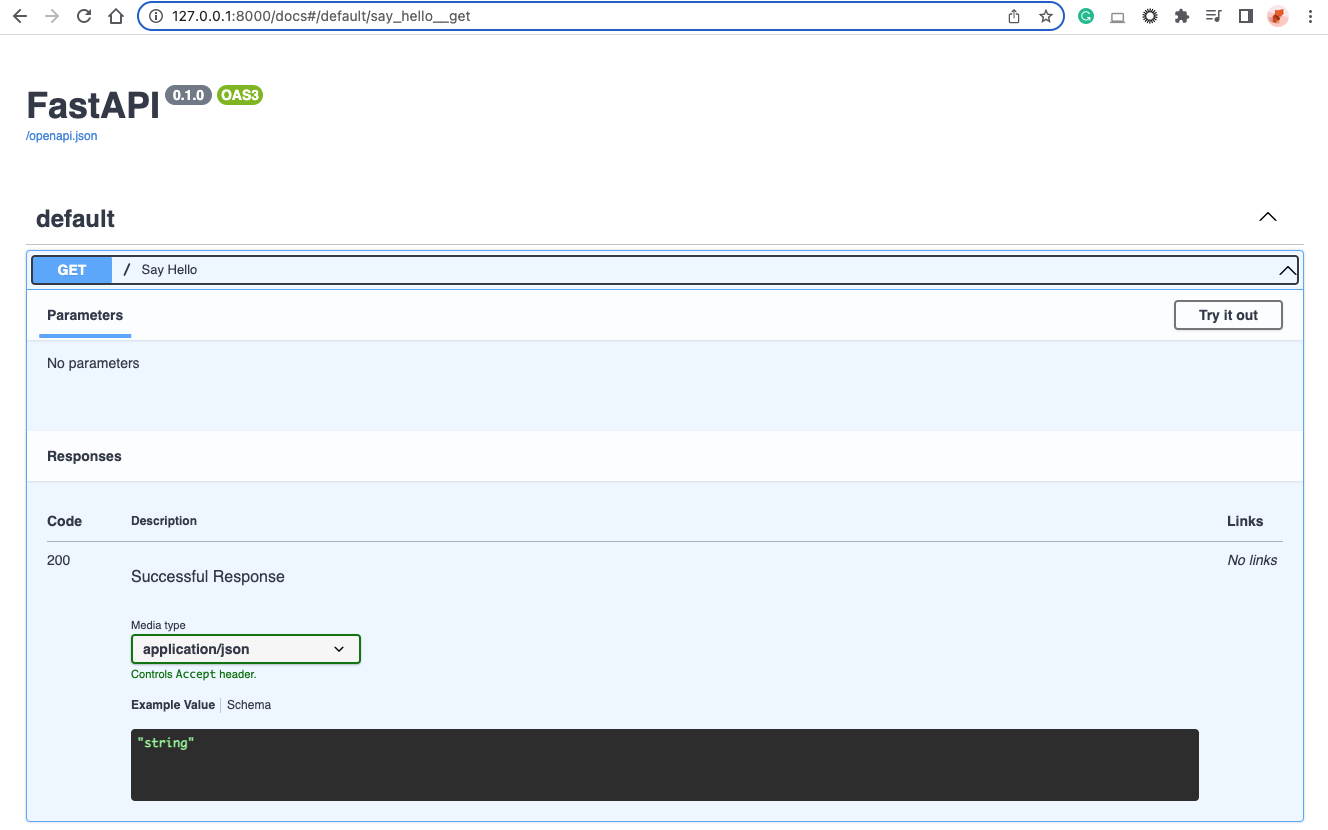 127.0.0.1:8000/docs#/default/say_hello__get
FastAPI 0.1.0 OAS3
/openapi.json
default
GET / Say Hello
Parameters Try it out
No parameters
Responses
Code Description Links
200 No links
Successful Response
Media type
application/json
Controls Accept header.
Example Value Schema
"string"